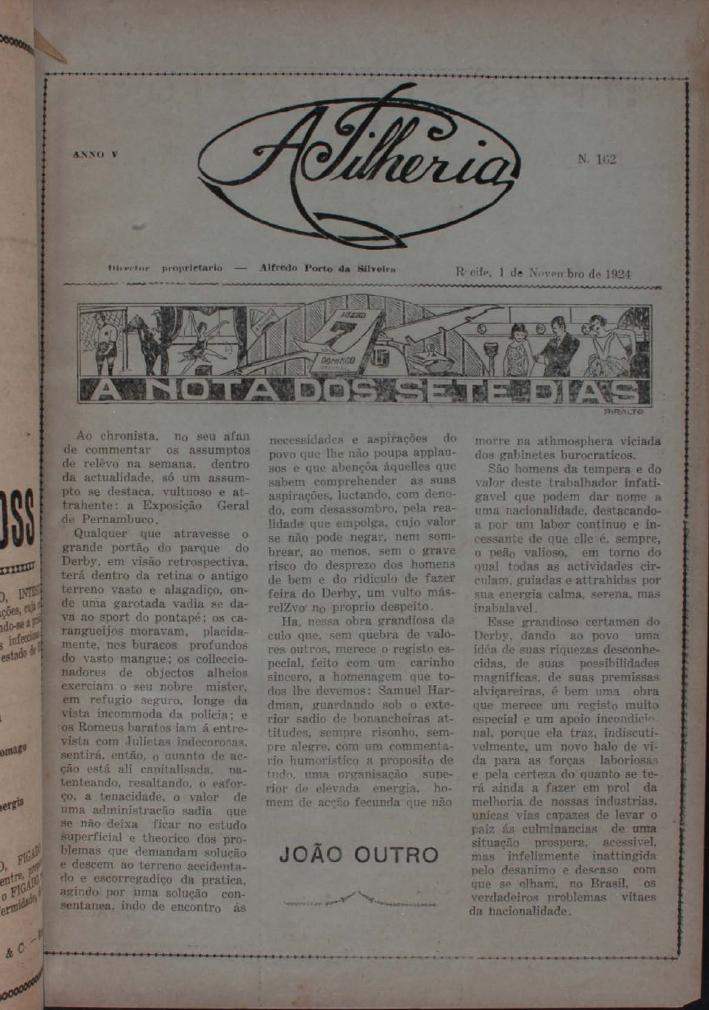 ANNO V
A Pilhéria
N. 162
Director proprietario — Alfredo Porto da Silveira
Recife, 1 de Novembro de 1924
7
DOMINGO
A NOTA DOS SETE DIAS
Ao chronista, no seu afan
de commentar os assumptos
de relêvo na semana, dentro
da actualidade, só um assum-
pto se destaca, vultuoso e at-
trahente: a Exposição Geral
de Pernambuco.
Qualquer que atravesse o
grande portão do parque do
Derby, em visão retrospectiva,
terá dentro da retina o antigo
terreno vasto e alagadiço, on-
de uma garotada vadia se da-
va ao sport do pontapé; os ca-
rangueijos moravam, placida-
mente, nos buracos profundos
do vasto mangue; os colleccio-
nadores de objectos alheios
exerciam o seu nobre mister,
em refugio seguro, longe da
vista incommoda da policia; e
os Romeus baratos iam á entre-
vista com Julietas indecorosas,
sentirá, então, o quanto de ac-
ção está ali capitalisada, pa-
tenteando, resaltando, o esfor-
ço, a tenacidade, o valor de
uma administração sadia que
se não deixa ficar no estudo
superficial e theorico dos pro-
blemas que demandam solução
e descem ao terreno accidenta-
do e escorregadiço da pratica,
agindo por uma solução con-
sentanea, indo de encontro ás
necessidades e aspirações do
povo que lhe não poupa applau-
sos e que abençôa áquelles que
sabem comprehender as suas
aspirações, luctando, com deno-
do, com desassombro, pela rea-
lidade que empolga, cujo valor
se não pode negar, nem som-
brear, ao menos, sem o grave
risco do desprezo dos homens
de bem e do ridiculo de fazer
feira do Derby, um vulto más-
relZvo no proprio despeito.
Ha, nessa obra grandiosa da
culo que, sem quebra de valo-
res outros, merece o registo es-
pecial, feito com um carinho
sincero, a homenagem que to-
dos lhe devemos: Samuel Har-
dman, guardando sob o exte-
rior sadio de bonancheiras at-
titudes, sempre risonho, sem-
pre alegre, com um commenta-
rio humoristico a proposito de
tudo, uma organisação supe-
rior de elevada energia, ho-
mem de acção fecunda que não
JOÃO OUTRO
morre na athmosphera viciada
dos gabinetes burocraticos.
São homens da tempera e do
valor deste trabalhador infati-
gavel que podem dar nome a
uma nacionalidade, destacando-
a por um labor continuo e in-
cessante de que elle é, sempre,
o peão valioso, em torno do
qual todas as actividades cir-
culam, guiadas e attrahidas por
sua energia calma, serena, mas
inabalavel.
Esse grandioso certamen do
Derby, dando ao povo uma
idéa de suas riquezas desconhe-
cidas, de suas possibilidades
magnificas, de suas premissas
alviçareiras, é bem uma obra
que merece um registo muito
especial e um apoio incondicio-
nal, porque ela traz, indiscuti-
velmente, um novo halo de vi-
da para as forças laboriosas
e pela certeza do quanto se te-
rá ainda a fazer em prol da
melhoria de nossas industrias,
unicas vias capazes de levar o
paiz ás culminancias de uma
situação prospera, acessivel,
mas infelizmente inattingida
pelo desanimo e descaso com
que se olham, no Brasil, os
verdadeiros problemas vitaes
da nacionalidade.